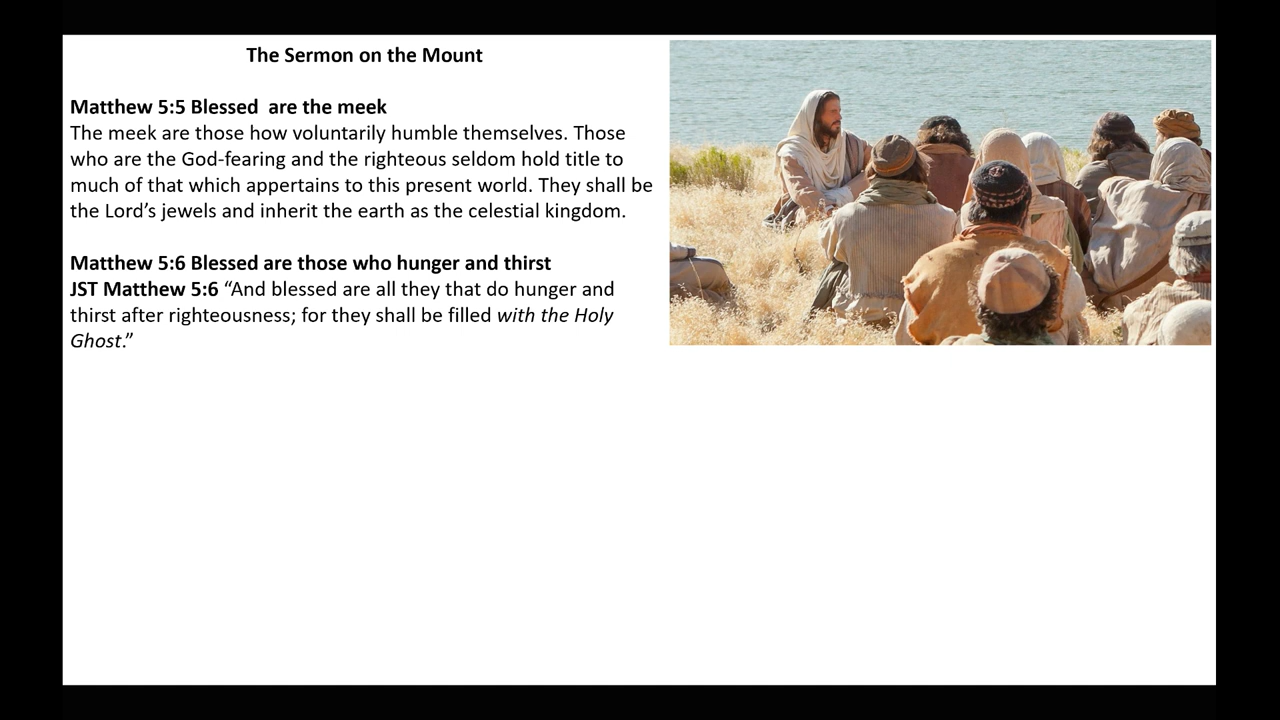 The Sermon on the Mount
Matthew 5:5 Blessed  are the meek
The meek are those how voluntarily humble themselves. Those
who are the God-fearing and the righteous seldom hold title to
much of that which appertains to this present world. They shall be
the Lord’s jewels and inherit the earth as the celestial kingdom.
Matthew 5:6 Blessed are those who hunger and thirst
JST Matthew 5:6 “And blessed are all they that do hunger and
thirst after righteousness; for they shall be filled with the Holy
Ghost.”